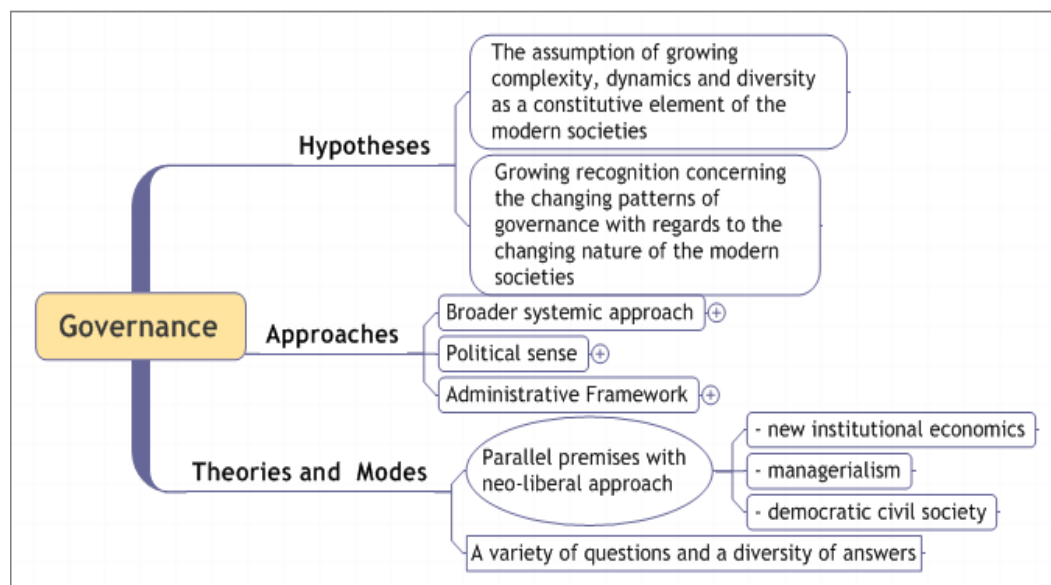 The assumption of growing
complexity, dynamics and diversity
as a constitutive element of the
modern societies
Hypotheses
Growing recognition concerning
the changing patterns of
governance with regards to the
changing nature of the modern
societies
Governance
Approaches
Broader systemic approach
Political sense
Administrative Framework
Theories and Modes
Parallel premises with
neo-liberal approach
- new institutional economics
- managerialism
- democratic civil society
A variety of questions and a diversity of answers